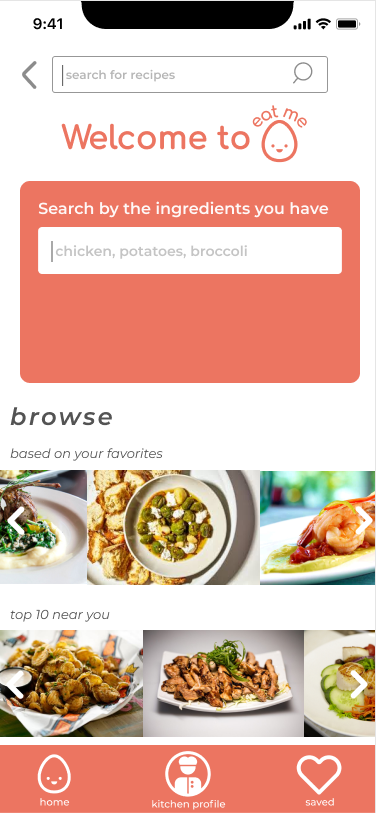 9:41
search for recipes
Welcome to eat me
Search by the ingredients you have
chicken, potatoes, broccoli
browse
based on your favorites
top 10 near you
home
kitchen profile
saved